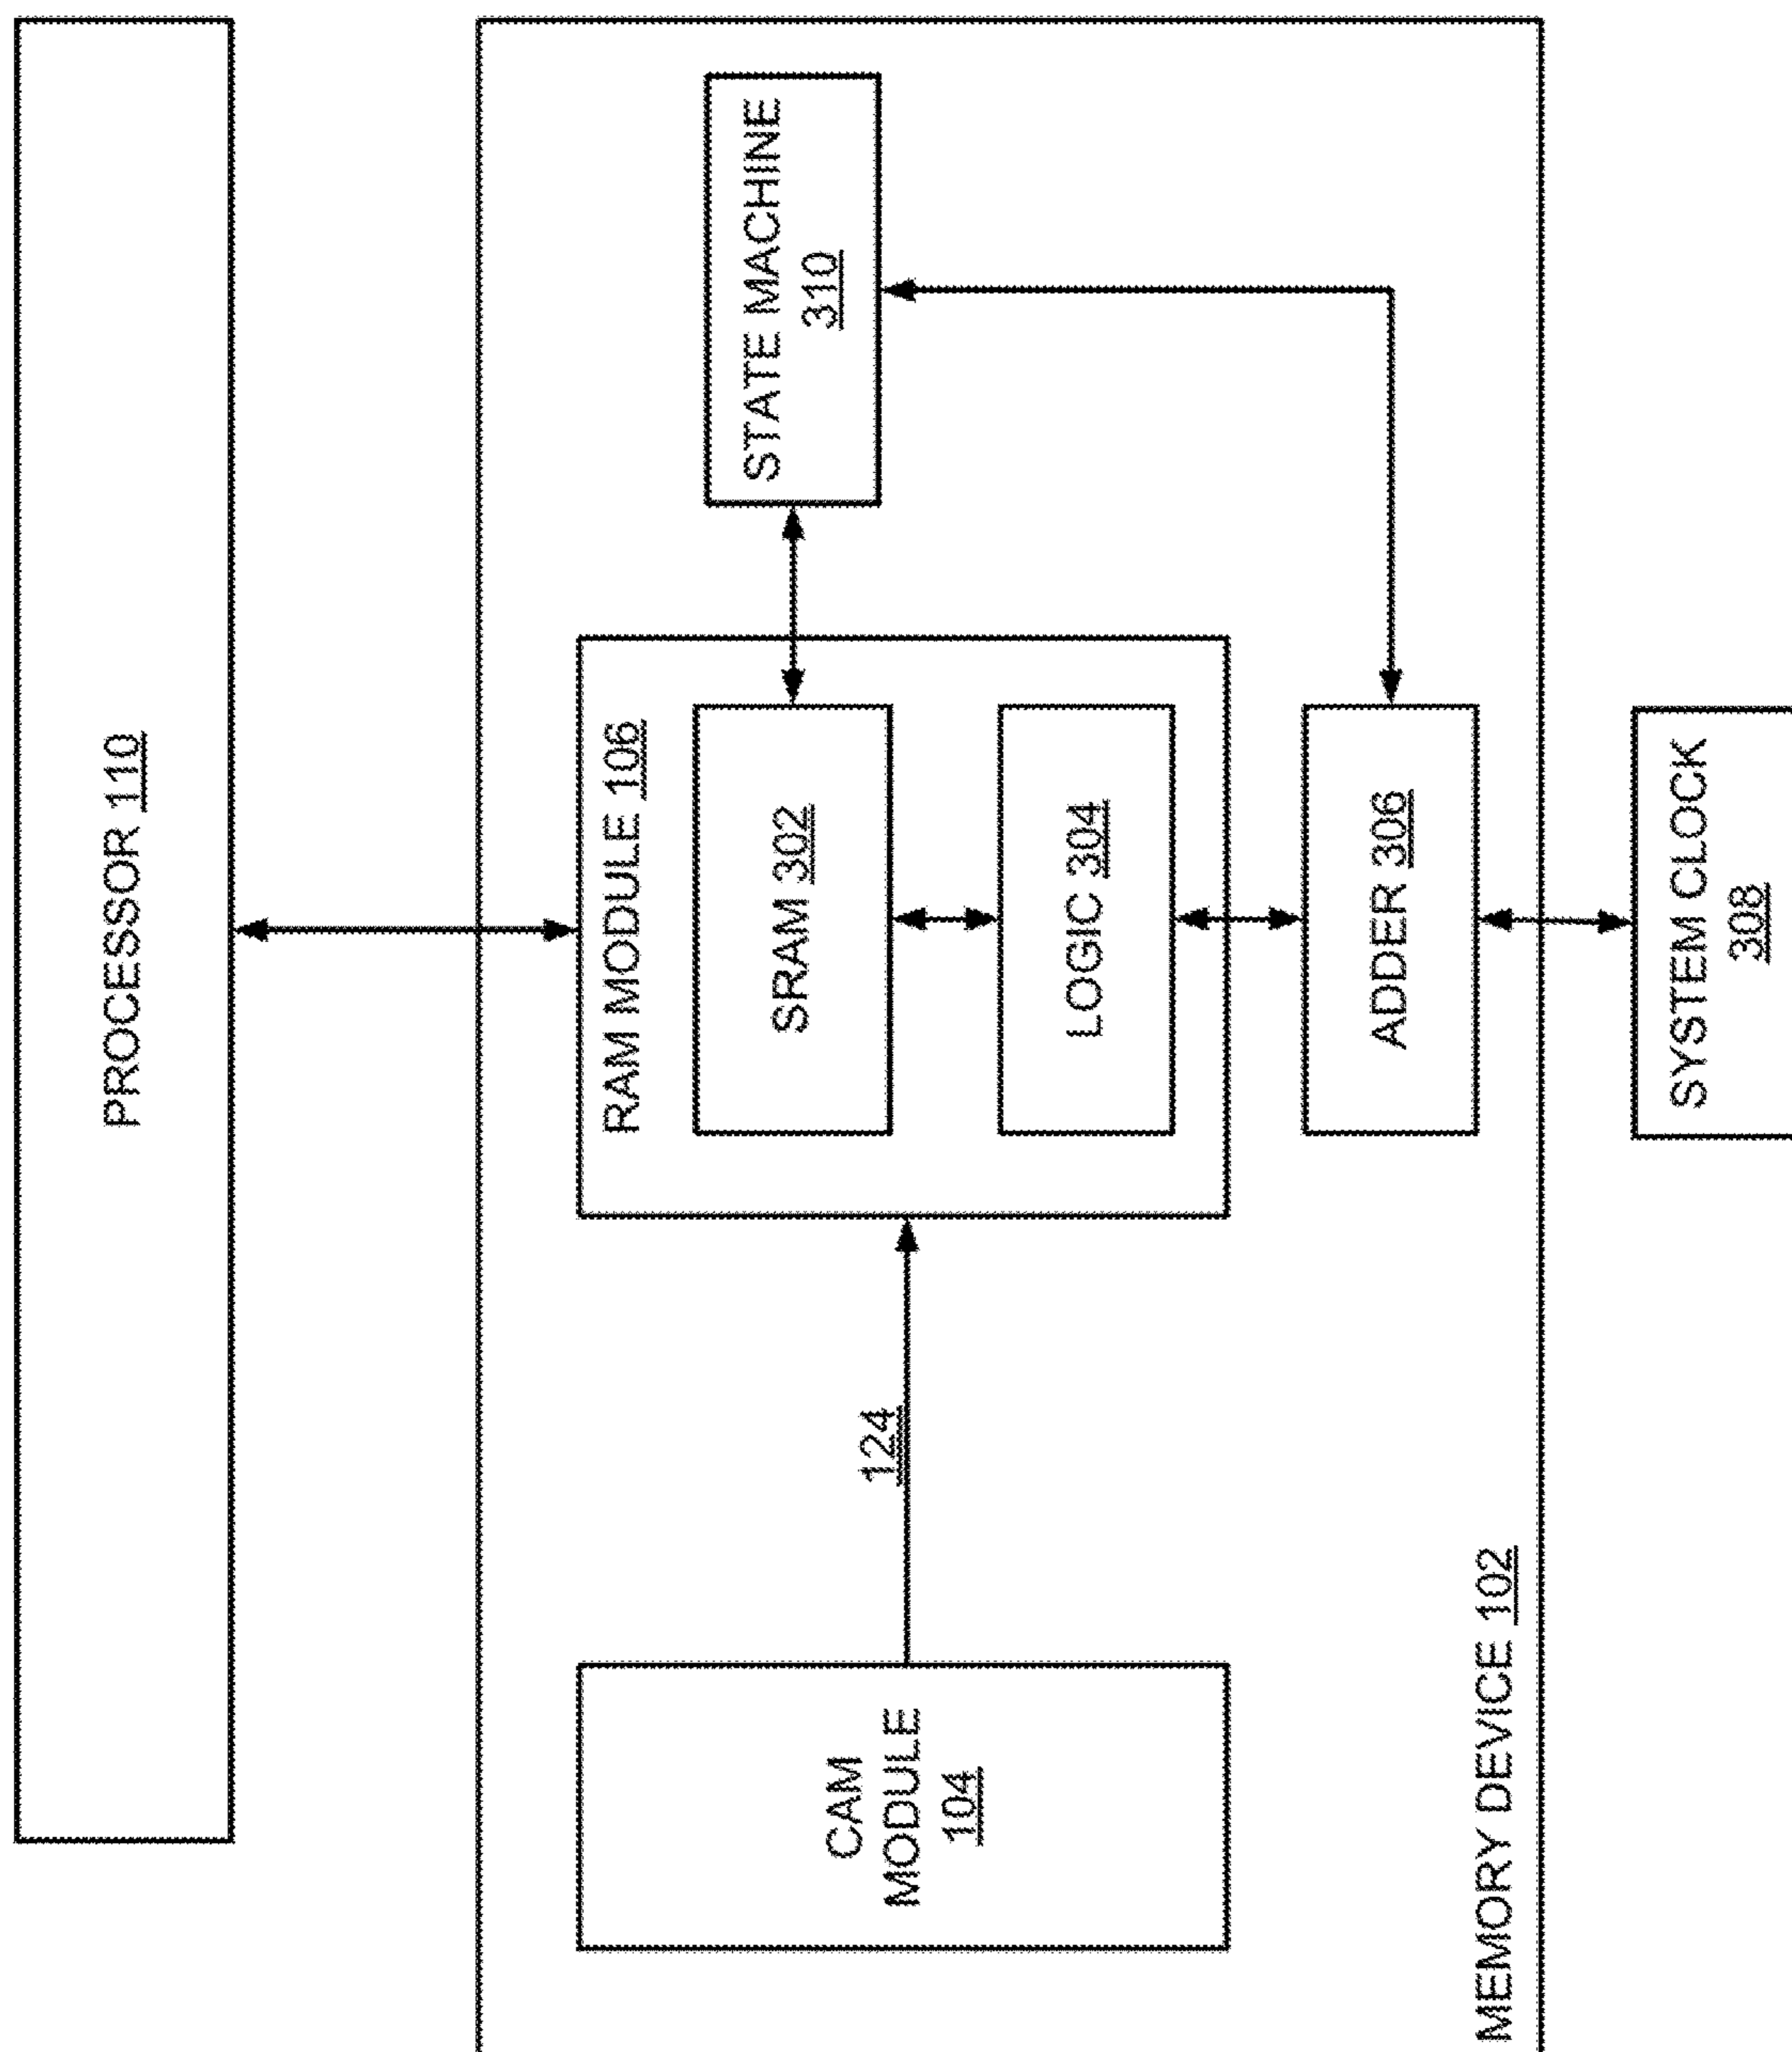 PROCESSOR 110
RAM MODULE 106
SRAM 302
LOGIC 304
STATE MACHINE
310
124
CAM
MODULE
104
ADDER 306
MEMORY DEVICE 102
SYSTEM CLOCK
308